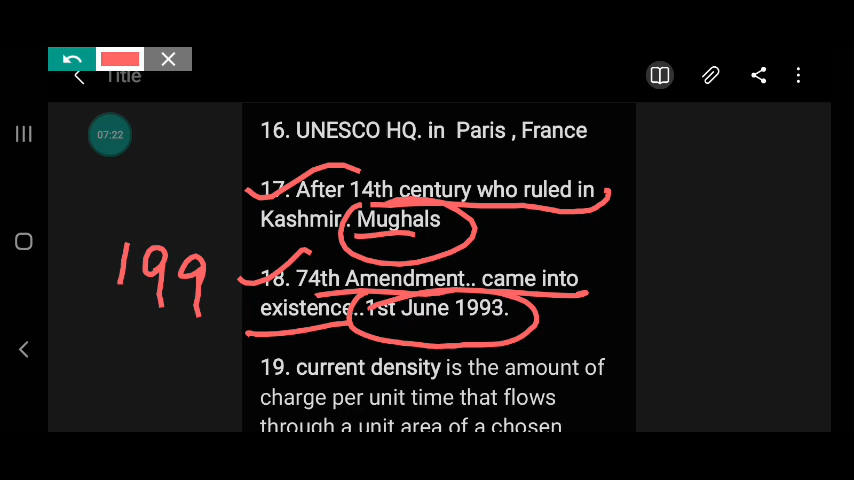 Title
07:22
16. UNESCO HQ. in Paris , France
17. After 14th century who ruled in
Kashmir.. Mughals
199
18. 74th Amendment.. came into
existence..1st June 1993.
19. current density is the amount of
charge per unit time that flows
through a unit area of a chosen